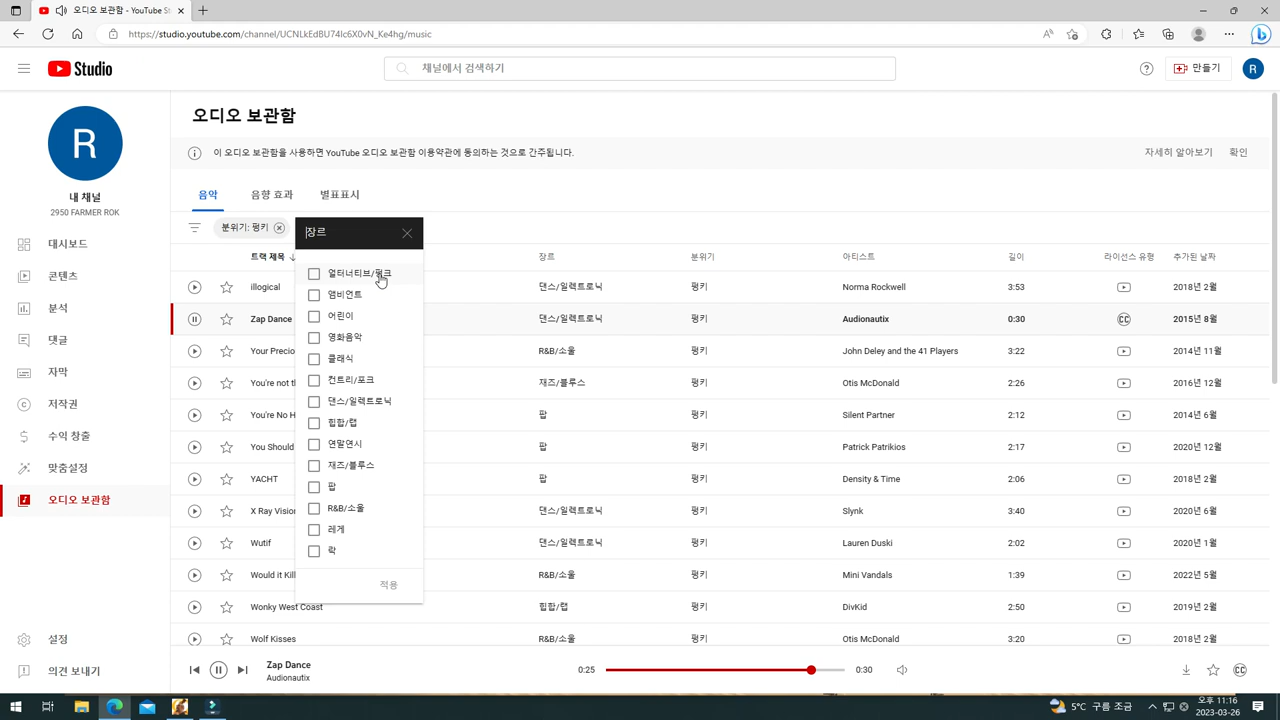 오디오 보관함 - YouTube St
https://studio.youtube.com/channel/UCNLkEdBU74Ic6X0vN_Ke4hg/music
Studio
채널에서 검색하기
만들기
R
R
내 채널
2950 FARMER ROK
대시보드
콘텐츠
분석
댓글
자막
저작권
수익 창출
맞춤설정
오디오 보관함
설정
의견 보내기
오디오 보관함
이 오디오 보관함을 사용하면 YouTube 오디오 보관함 이용약관에 동의하는 것으로 간주됩니다.
자세히 알아보기 확인
음악 음향 효과 별표표시
분위기: 펑키
장르
얼터너티브/펑크
앰비언트
어린이
영화음악
클래식
컨트리/포크
댄스/일렉트로닉
힙합/랩
연말연시
재즈/블루스
팝
R&B/소울
레게
락
적용
트랙 제목 장르 분위기 아티스트 길이 라이선스 유형 추가된 날짜
illogical 댄스/일렉트로닉 펑키 Norma Rockwell 3:53 2018년 2월
Zap Dance 댄스/일렉트로닉 펑키 Audionautix 0:30 2015년 8월
Your Precio R&B/소울 펑키 John Deley and the 41 Players 3:22 2014년 11월
You're not th 재즈/블루스 펑키 Otis McDonald 2:26 2016년 12월
You're No H 팝 펑키 Silent Partner 2:12 2014년 6월
You Should 팝 펑키 Patrick Patrikios 2:17 2020년 12월
YACHT 팝 펑키 Density & Time 2:06 2018년 2월
X Ray Vision 댄스/일렉트로닉 펑키 Slynk 3:40 2020년 6월
Wutif 댄스/일렉트로닉 펑키 Lauren Duski 2:02 2020년 1월
Would it Kill R&B/소울 펑키 Mini Vandals 1:39 2022년 5월
Wonky West Coast 힙합/랩 펑키 DivKid 2:50 2019년 2월
Wolf Kisses R&B/소울 펑키 Otis McDonald 3:20 2018년 2월
Zap Dance
Audionautix
0:25 0:30
5°C 구름 조금
오후 11:16
2023-03-26